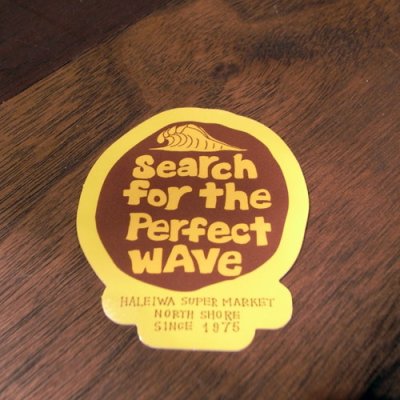 Search
for the
Perfect
WAve
HALEIWA SUPER MARKET
NORTH SHORE
SINCE 1975